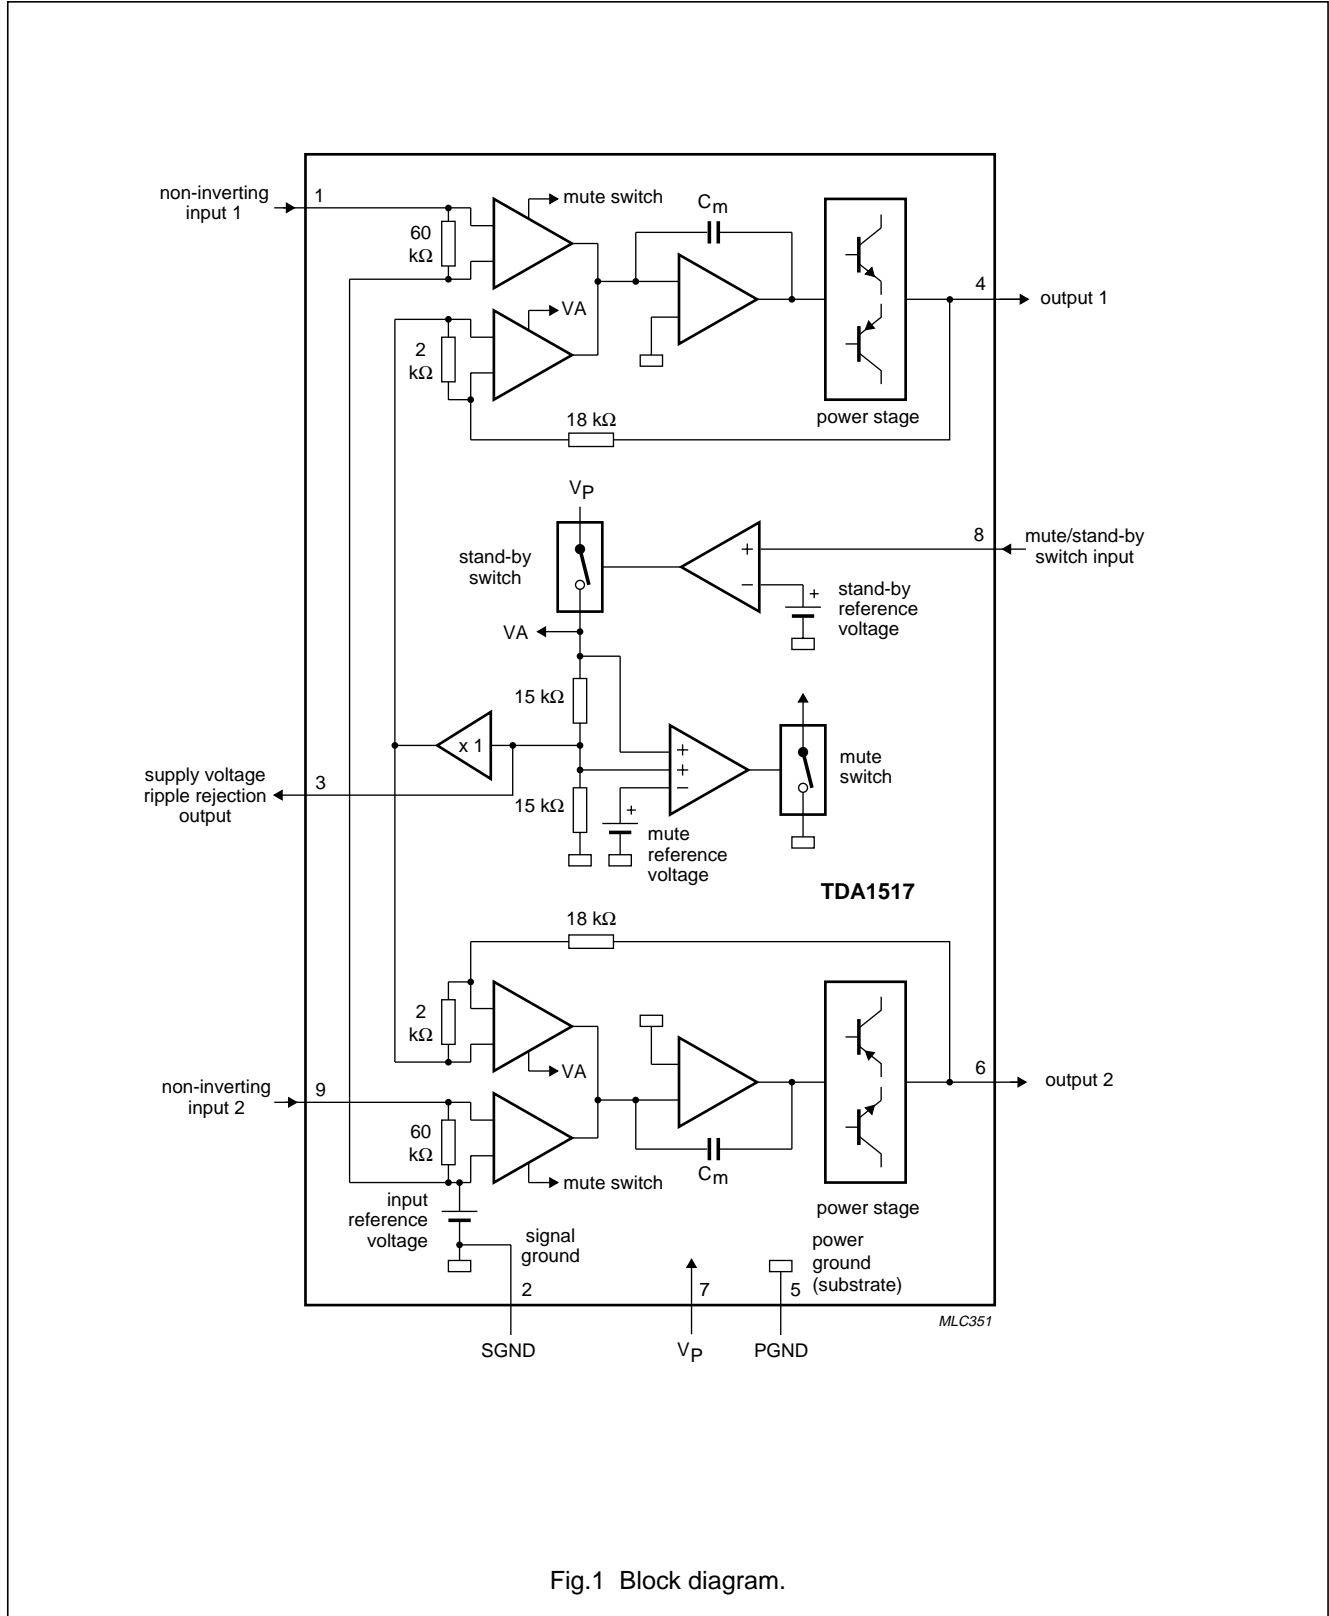 non-inverting
input 1
1
mute switch
Cm
60
kΩ
4
output 1
VA
2
kΩ
power stage
18 kΩ
VP
stand-by
switch
+
−
8
mute/stand-by
switch input
+
stand-by
reference
voltage
VA
15 kΩ
x 1
+
+
−
mute
switch
supply voltage
ripple rejection
output
3
15 kΩ
+
mute
reference
voltage
TDA1517
18 kΩ
2
kΩ
VA
non-inverting
input 2
9
6
output 2
60
kΩ
Cm
mute switch
power stage
input
reference
voltage
signal
ground
power
ground
(substrate)
2
7
5
MLC351
SGND
VP
PGND
Fig.1 Block diagram.